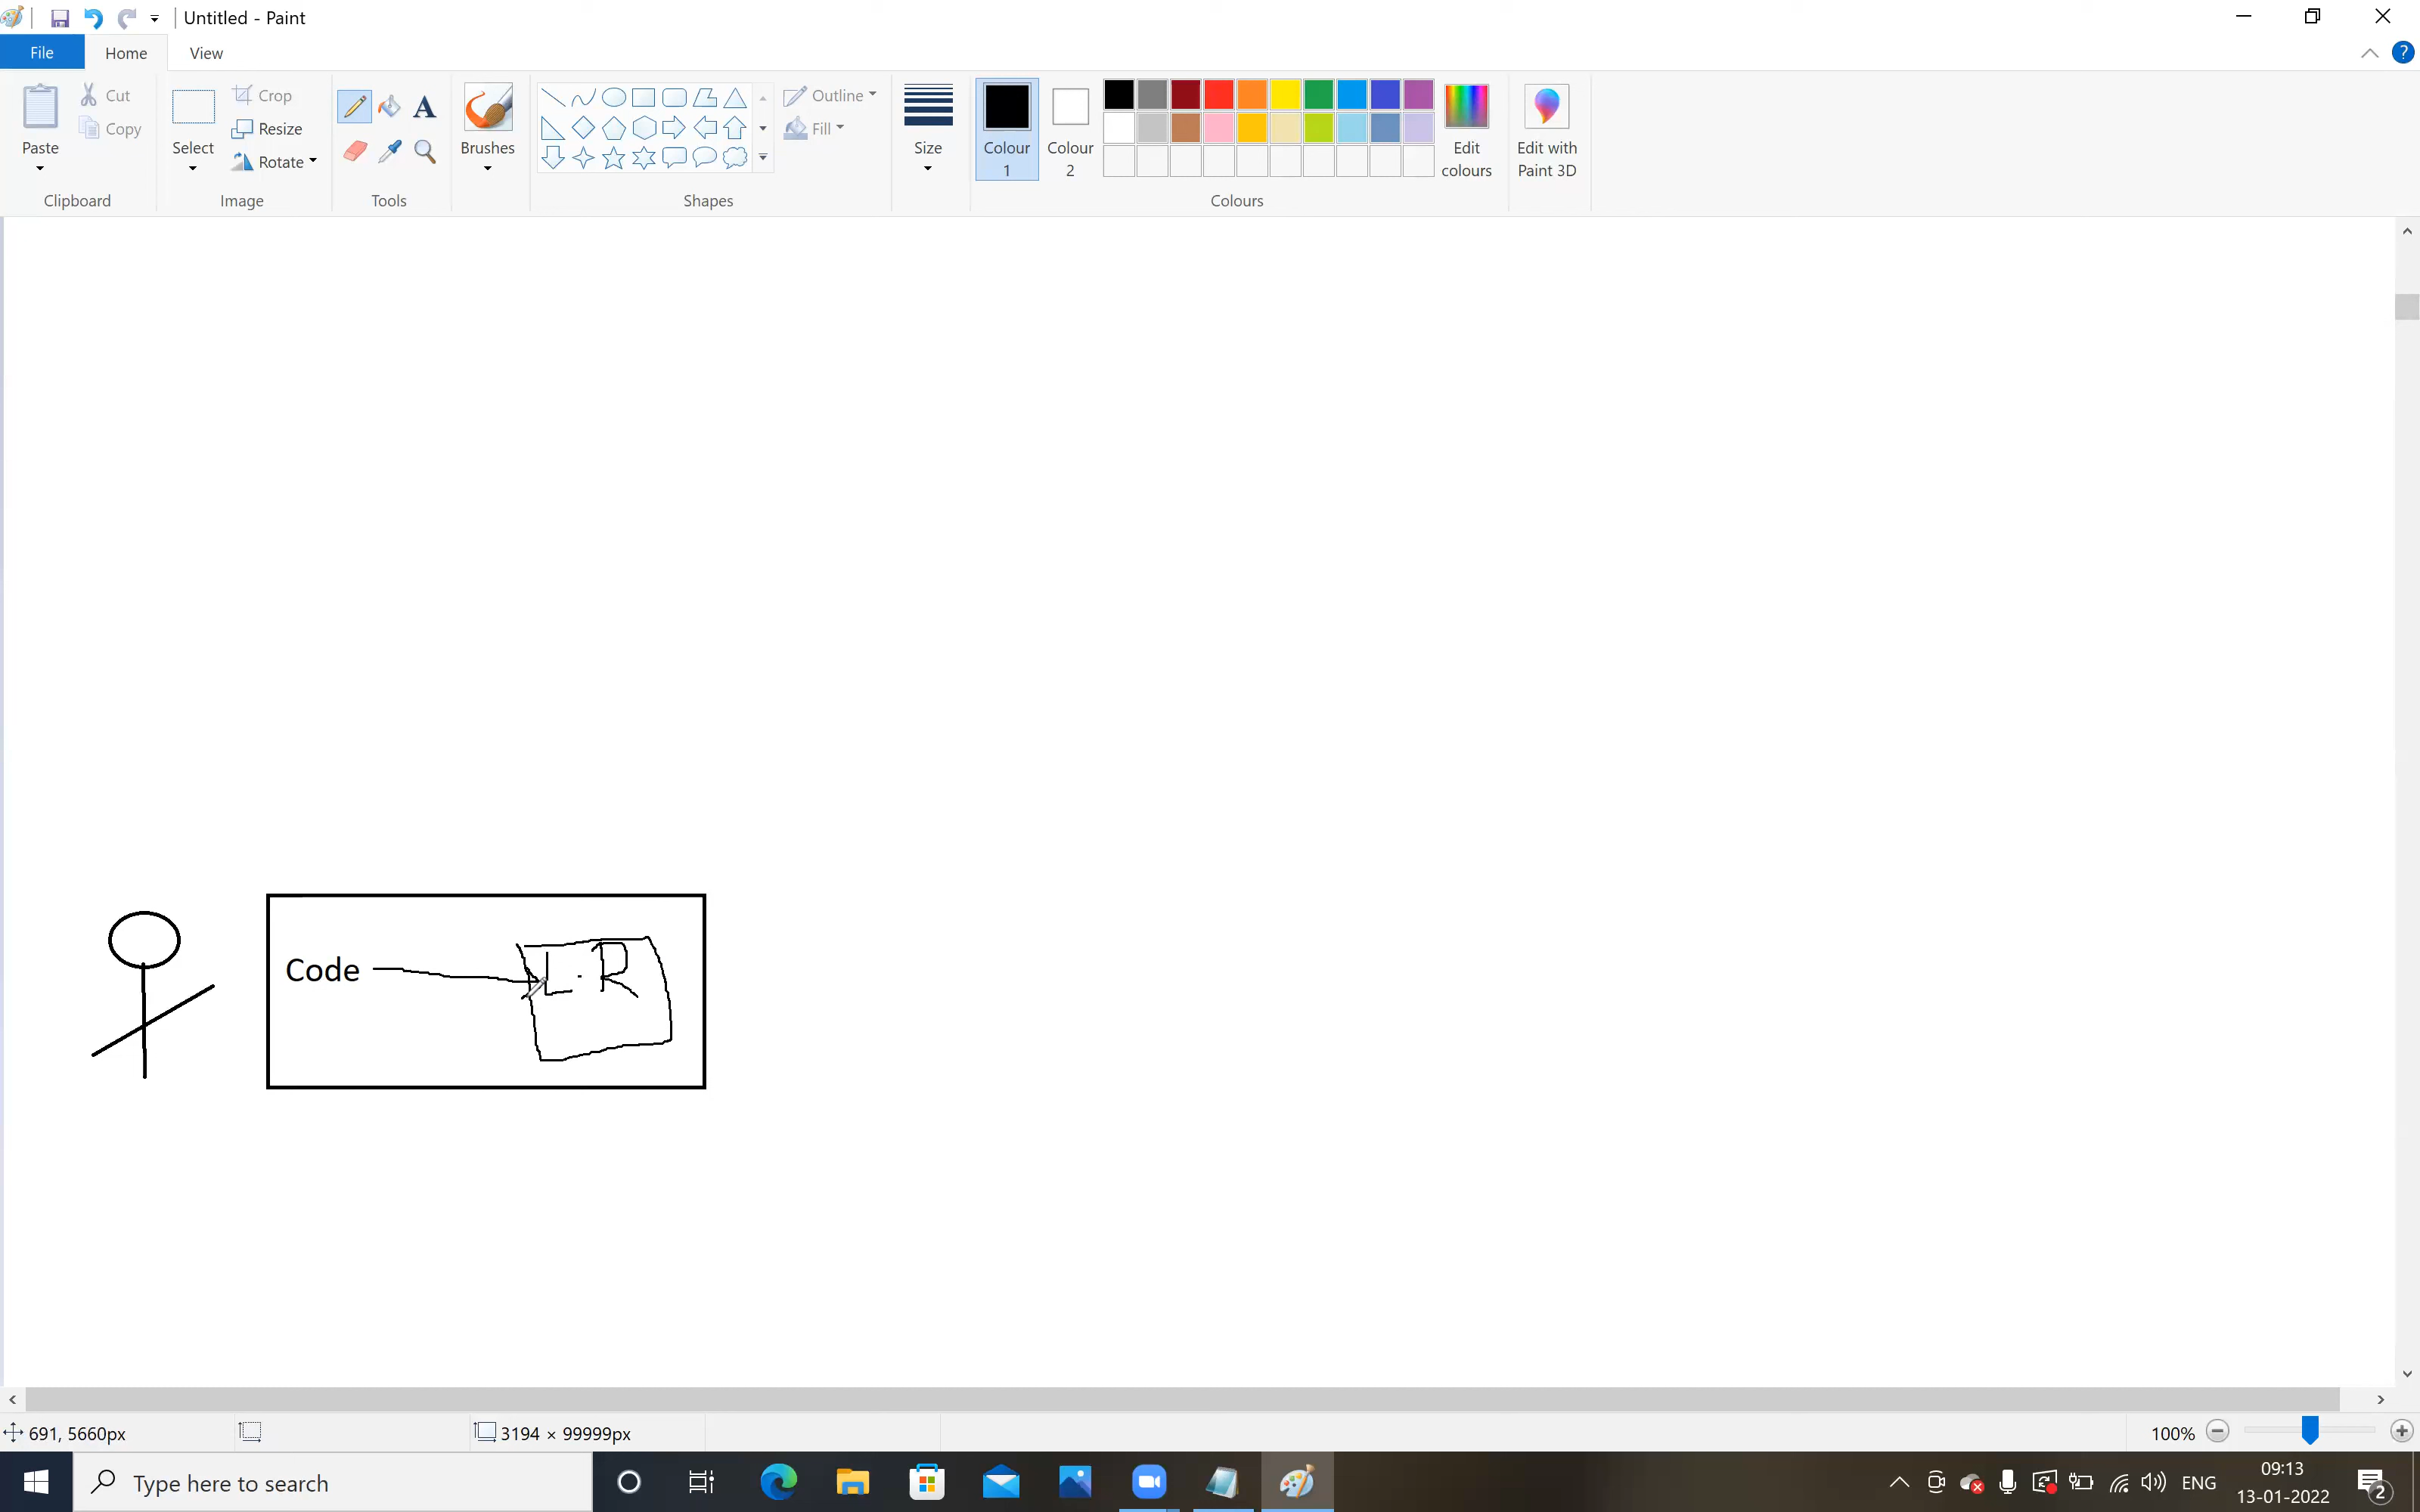 Untitled - Paint
File Home View
Cut
Crop
Outline
Copy
Resize
Fill
Paste Select Rotate Brushes Size Colour 1 Colour 2 Edit colours Edit with Paint 3D
Clipboard Image Tools Shapes Colours
L.R
Code
691, 5660px 3194 × 99999px 100%
Type here to search
ENG
09:13
13-01-2022
2